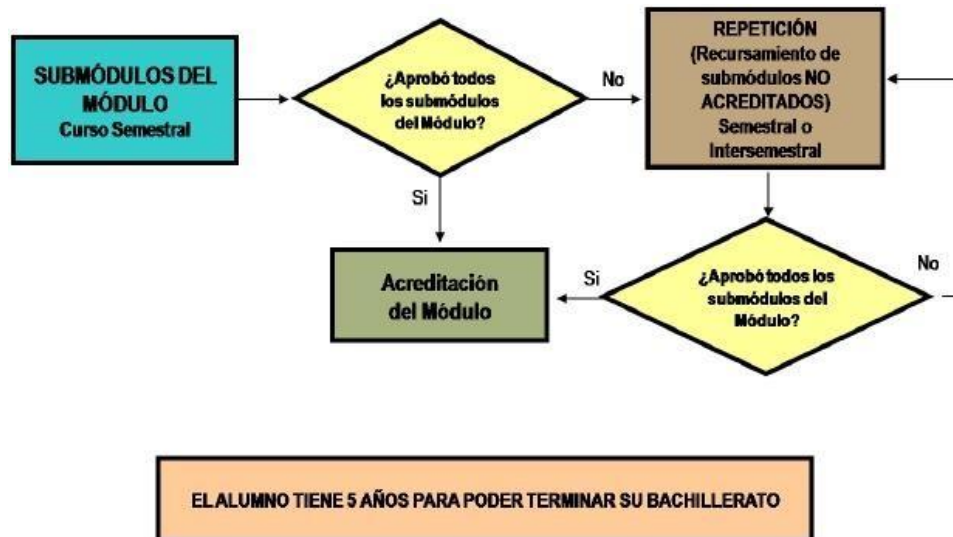 SUBMÓDULOS DEL
MÓDULO
Curso Semestral
¿Aprobó todos
los submódulos
del Módulo?
No
REPETICIÓN
(Recursamiento de
submódulos NO
ACREDITADOS)
Semestral o
Intersemestral
Si
Acreditación
del Módulo
Si
¿Aprobó todos los
submódulos del
Módulo?
No
EL ALUMNO TIENE 5 AÑOS PARA PODER TERMINAR SU BACHILLERATO